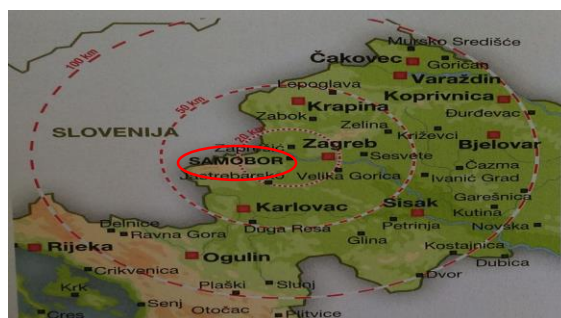 Mursko Središće
100 km
Čakovec
Goričan
Varaždin
Lepoglava
Koprivnica
50 km
Krapina
Đurđevac
Zabok
Zelina
SLOVENIJA
20 km
Križevci
Zaprešić
Zagreb
Bjelovar
SAMOBOR
Sesvete
Čazma
Jastrebarsko
Velika Gorica
Ivanić Grad
Garešnica
Karlovac
Sisak
Kutina
Delnice
Duga Resa
Petrinja
Novska
Ravna Gora
Glina
Rijeka
Kostajnica
Ogulin
Dubica
Crikvenica
Dvor
Krk
Plaški
Slunj
Senj
Otočac
Plitvice
Cres